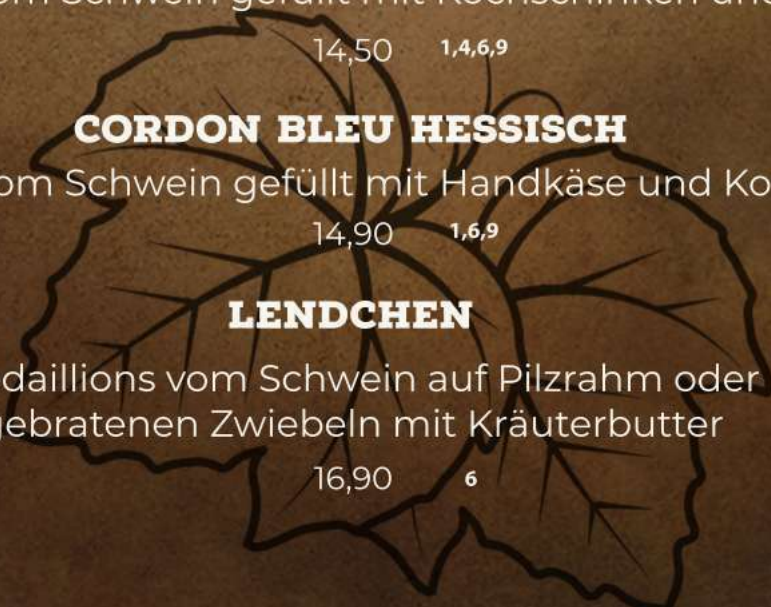 14,50 1,4,6,9
CORDON BLEU HESSISCH
om Schwein gefüllt mit Handkäse und Ko
14,90 1,6,9
LENDCHEN
daillions vom Schwein auf Pilzrahm oder
gebratenen Zwiebeln mit Kräuterbutter
16,90 6